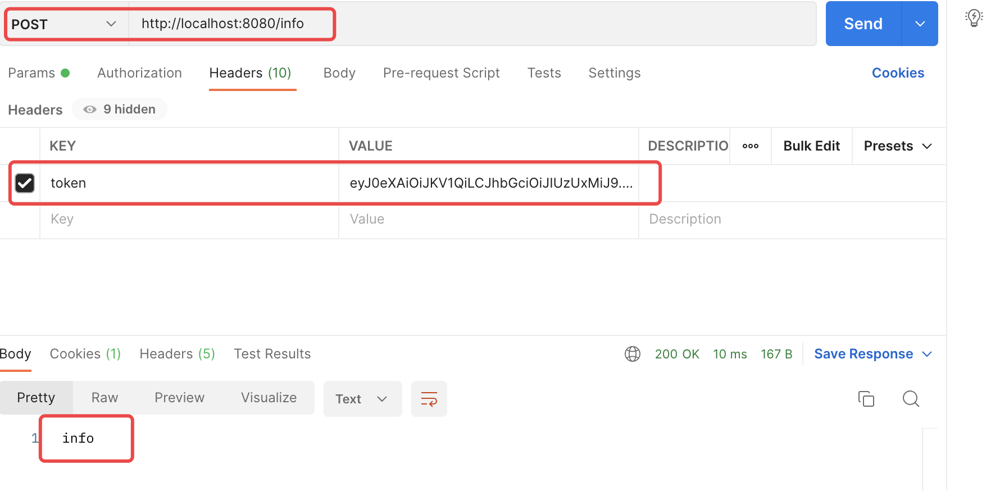 POST http://localhost:8080/info Send
Params Authorization Headers (10) Body Pre-request Script Tests Settings Cookies
Headers 9 hidden
KEY VALUE DESCRIPTIO Bulk Edit Presets
token eyJ0eXAiOiJKV1QiLCJhbGciOiJIUzUxMiJ9....
Key Value Description
Body Cookies (1) Headers (5) Test Results 200 OK 10 ms 167 B Save Response
Pretty Raw Preview Visualize Text
1 info